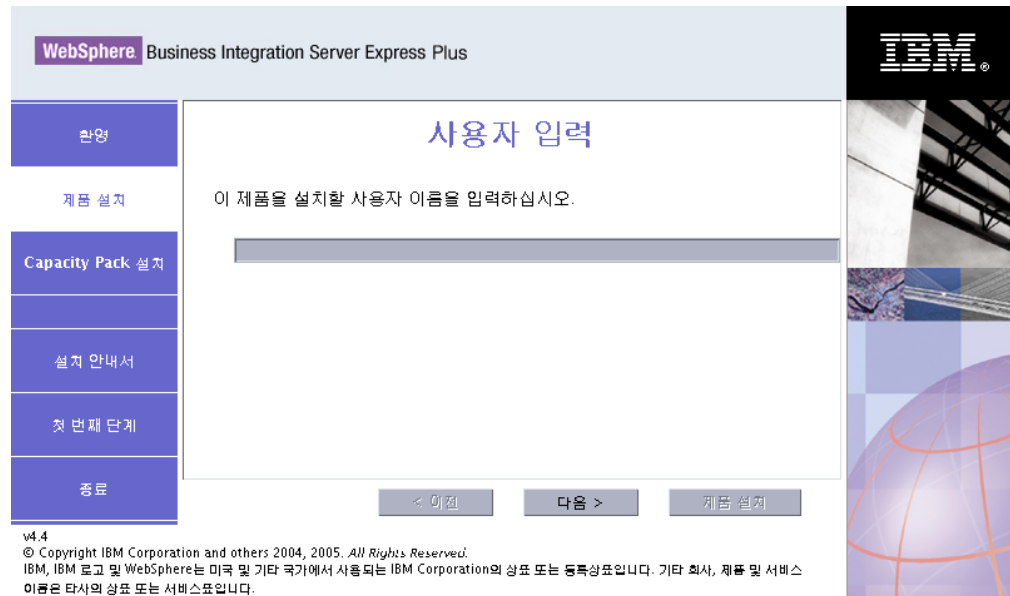 WebSphere. Business Integration Server Express Plus
IBM®
환영
제품 설치
Capacity Pack 설치
설치 안내서
첫 번째 단계
종료
사용자 입력
이 제품을 설치할 사용자 이름을 입력하십시오.
< 이전
다음 >
제품 설치
v4.4
© Copyright IBM Corporation and others 2004, 2005. All Rights Reserved.
IBM, IBM 로고 및 WebSphere는 미국 및 기타 국가에서 사용되는 IBM Corporation의 상표 또는 등록상표입니다. 기타 회사, 제품 및 서비스
이름은 타사의 상표 또는 서비스표입니다.